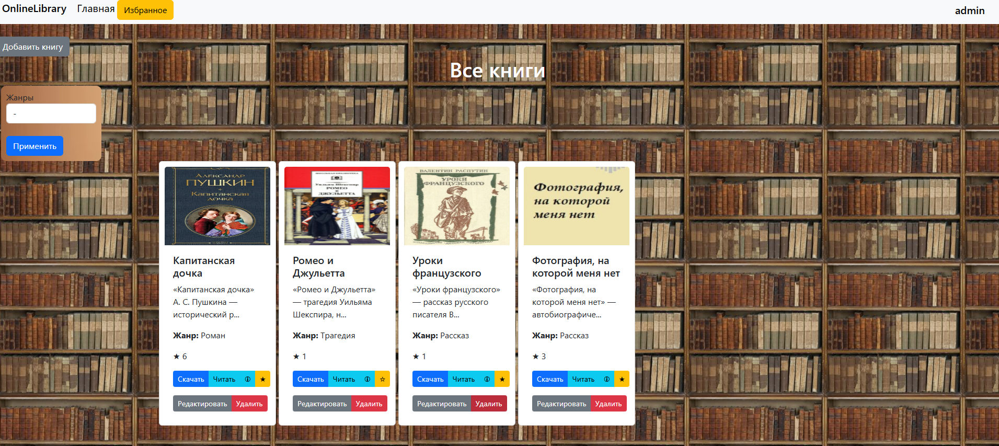 OnlineLibrary Главная Избранное admin
Добавить книгу
Все книги
Жанры
-
Применить
АЛЕКСАНДР
ПУШКИН
Капитанская
дочка
Капитанская
дочка
«Капитанская дочка»
А. С. Пушкина —
исторический р...
Жанр: Роман
★ 6
Скачать Читать 🛈 ★
Редактировать Удалить
Уильям Шекспир
РОМЕО
и
ДЖУЛЬЕТТА
Ромео и
Джульетта
«Ромео и Джульетта»
— трагедия Уильяма
Шекспира, н...
Жанр: Трагедия
★ 1
Скачать Читать 🛈 ☆
Редактировать Удалить
ВАЛЕНТИН РАСПУТИН
УРОКИ
ФРАНЦУЗСКОГО
Уроки
французского
«Уроки французского»
— рассказ русского
писателя В...
Жанр: Рассказ
★ 1
Скачать Читать 🛈 ★
Редактировать Удалить
Фотография,
на которой
меня нет
Фотография, на
которой меня нет
«Фотография, на
которой меня нет» —
автобиографиче...
Жанр: Рассказ
★ 3
Скачать Читать 🛈 ★
Редактировать Удалить